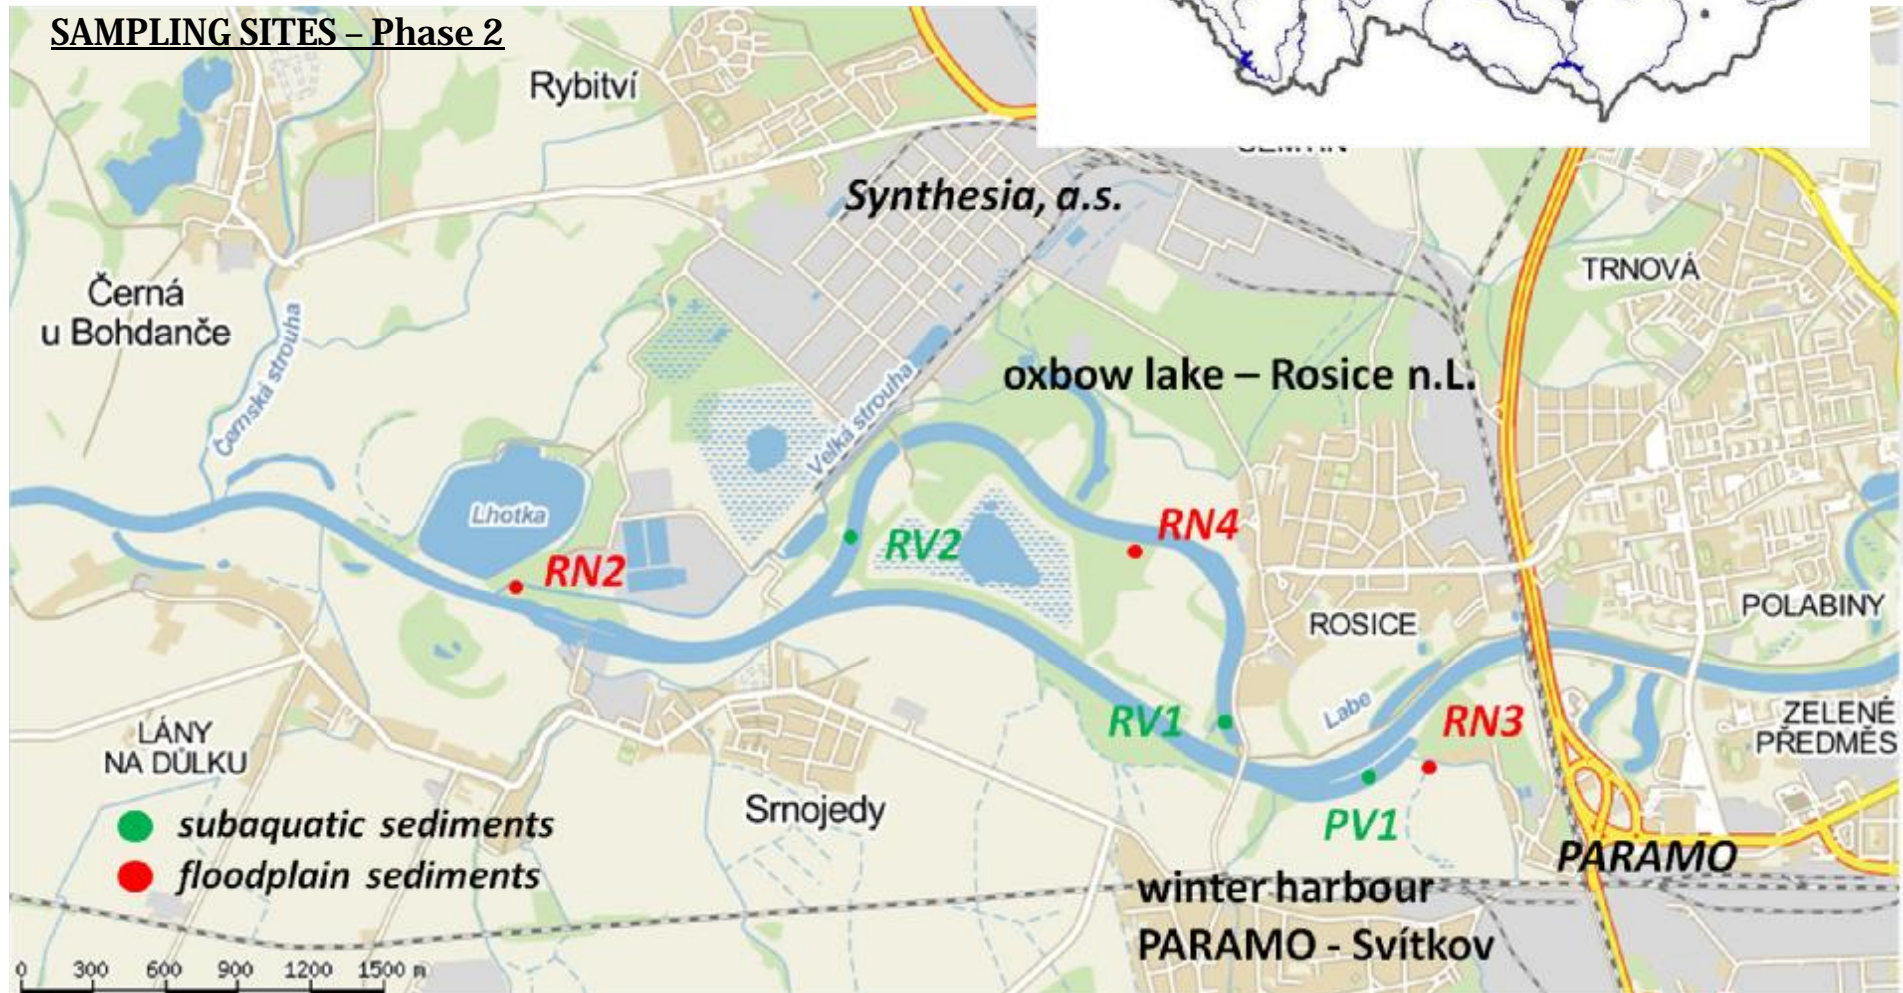 SAMPLING SITES – Phase 2
Rybitví
SEMTÍN
Synthesia, a.s.
TRNOVÁ
Černá
u Bohdanče
Černská strouha
Velká strouha
oxbow lake – Rosice n.L.
Lhotka
RN2
RV2
RN4
ROSICE
POLABINY
RV1
Labe
RN3
ZELENÉ
PŘEDMĚS
LÁNY
NA DŮLKU
Srnojedy
PV1
subaquatic sediments
floodplain sediments
PARAMO
winter harbour
PARAMO - Svítkov
0 300 600 900 1200 1500 m